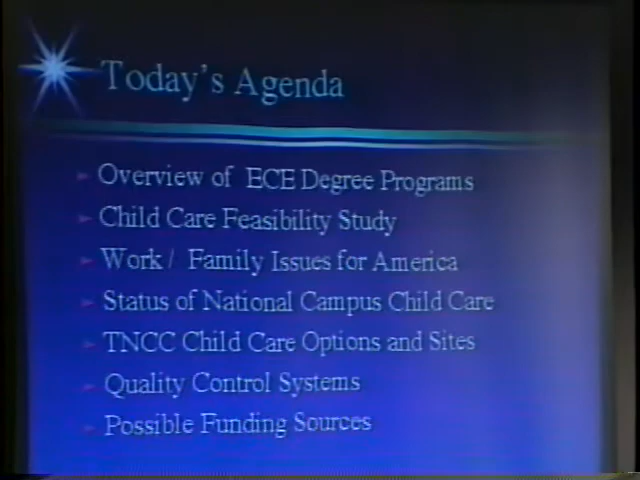 Today's Agenda
Overview of ECE Degree Programs
Child Care Feasibility Study
Work / Family Issues for America
Status of National Campus Child Care
TNCC Child Care Options and Sites
Quality Control Systems
Possible Funding Sources